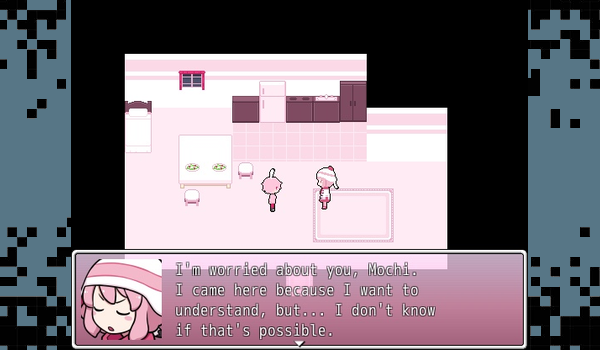 I'm worried about you, Mochi.
I came here because I want to
understand, but... I don't know
if that's possible.